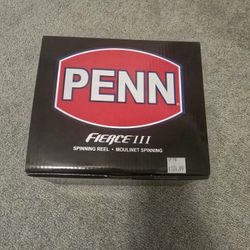 PENN
FIERCE III
SPINNING REEL • MOULINET SPINNING